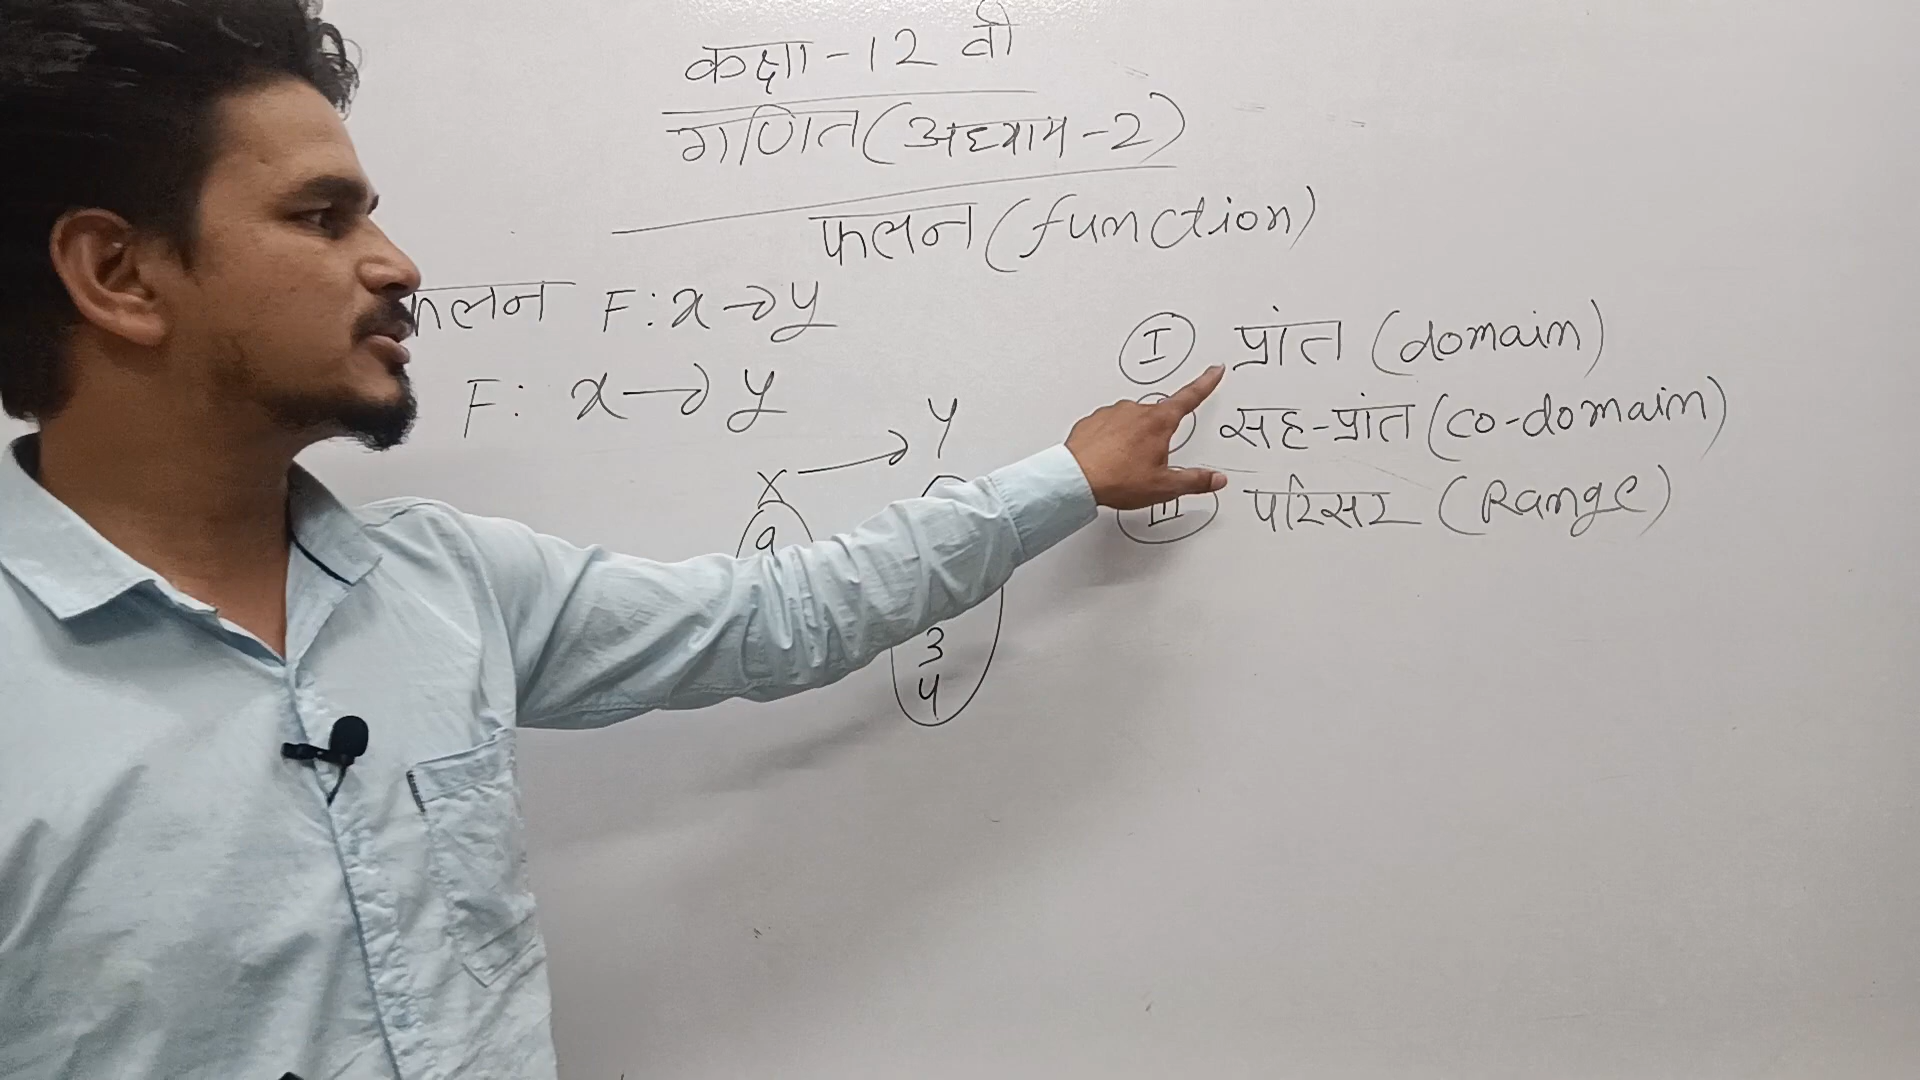 कक्षा-12 वी
गणित (अध्याय-2)
फलन (function)
फलन F: x → y
F: x → y
x → y
a
3
4
I प्रांत (domain)
सह-प्रांत (co-domain)
III परिसर (Range)